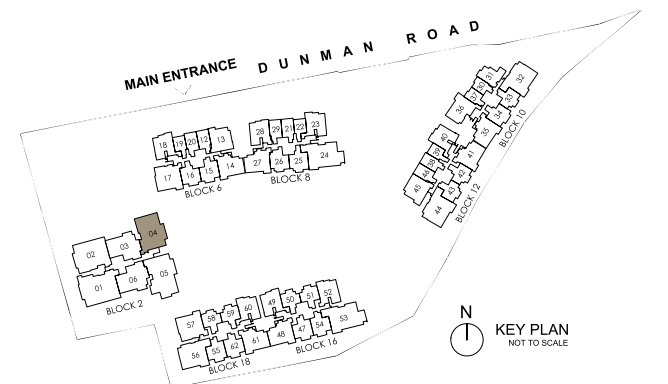 DUNMAN ROAD
MAIN ENTRANCE
18 19 20 12 13
17 16 15 14
BLOCK 6
28 29 21 22 23
27 26 25 24
BLOCK 8
31 32
30
37 33
36 34
35
BLOCK 10
40
39 41
38
46 42
45 43
44
BLOCK 12
02 03 04
01 06 05
BLOCK 2
57 58 59 60
56 55 62 61
BLOCK 18
49 50 51 52
48 47 54 53
BLOCK 16
N
KEY PLAN
NOT TO SCALE